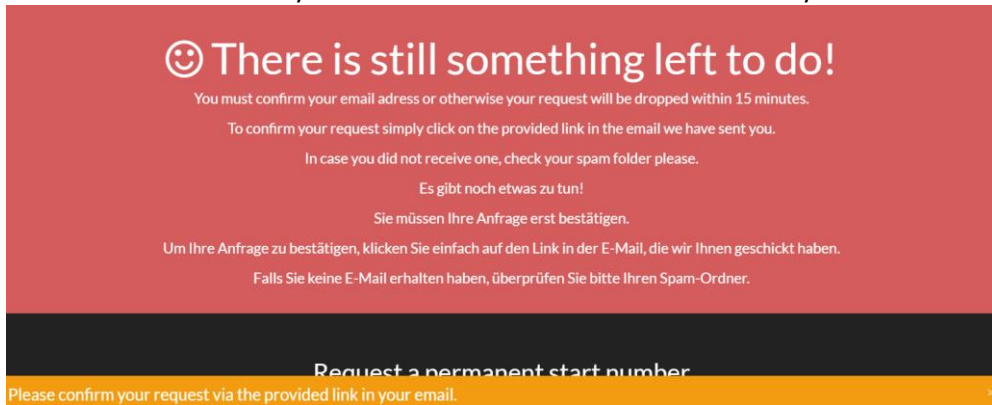 There is still something left to do!
You must confirm your email adress or otherwise your request will be dropped within 15 minutes.
To confirm your request simply click on the provided link in the email we have sent you.
In case you did not receive one, check your spam folder please.
Es gibt noch etwas zu tun!
Sie müssen Ihre Anfrage erst bestätigen.
Um Ihre Anfrage zu bestätigen, klicken Sie einfach auf den Link in der E-Mail, die wir Ihnen geschickt haben.
Falls Sie keine E-Mail erhalten haben, überprüfen Sie bitte Ihren Spam-Ordner.
Request a permanent start number
Please confirm your request via the provided link in your email.